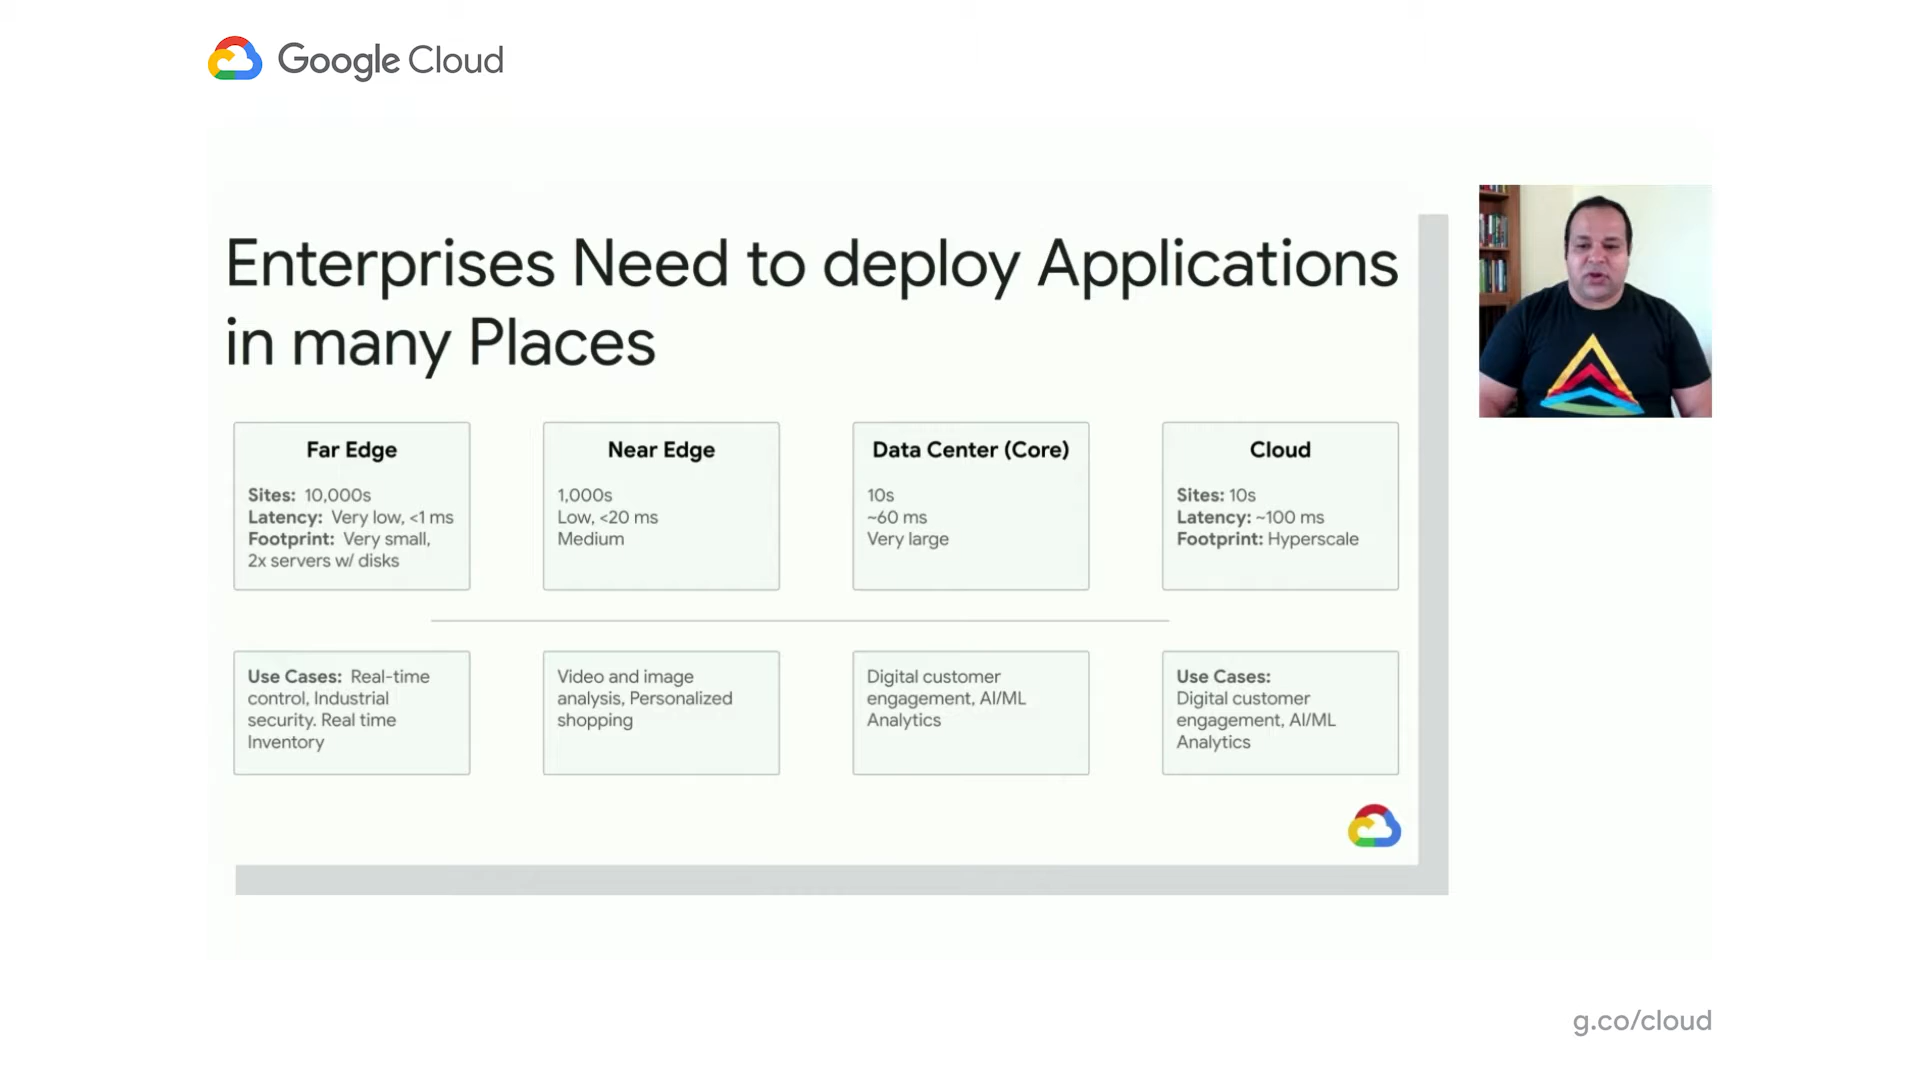 Google Cloud
Enterprises Need to deploy Applications
in many Places
Far Edge
Sites: 10,000s
Latency: Very low, <1 ms
Footprint: Very small,
2x servers w/ disks
Near Edge
1,000s
Low, <20 ms
Medium
Data Center (Core)
10s
~60 ms
Very large
Cloud
Sites: 10s
Latency: ~100 ms
Footprint: Hyperscale
Use Cases: Real-time
control, Industrial
security. Real time
Inventory
Video and image
analysis, Personalized
shopping
Digital customer
engagement, AI/ML
Analytics
Use Cases:
Digital customer
engagement, AI/ML
Analytics
g.co/cloud